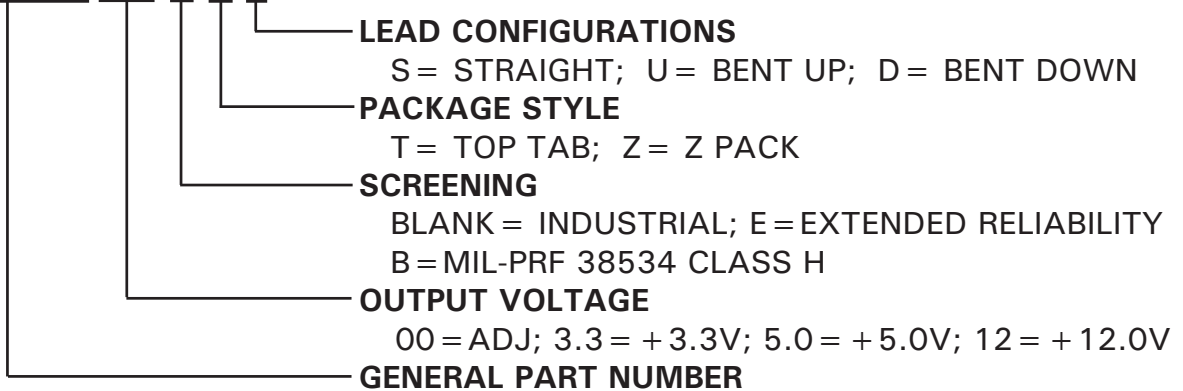 LEAD CONFIGURATIONS
S= STRAIGHT; U= BENT UP; D= BENT DOWN
PACKAGE STYLE
T= TOP TAB; Z= Z PACK
SCREENING
BLANK= INDUSTRIAL; E=EXTENDED RELIABILITY
B=MIL-PRF 38534 CLASS H
OUTPUT VOLTAGE
00=ADJ; 3.3=+3.3V; 5.0=+5.0V; 12=+12.0V
GENERAL PART NUMBER